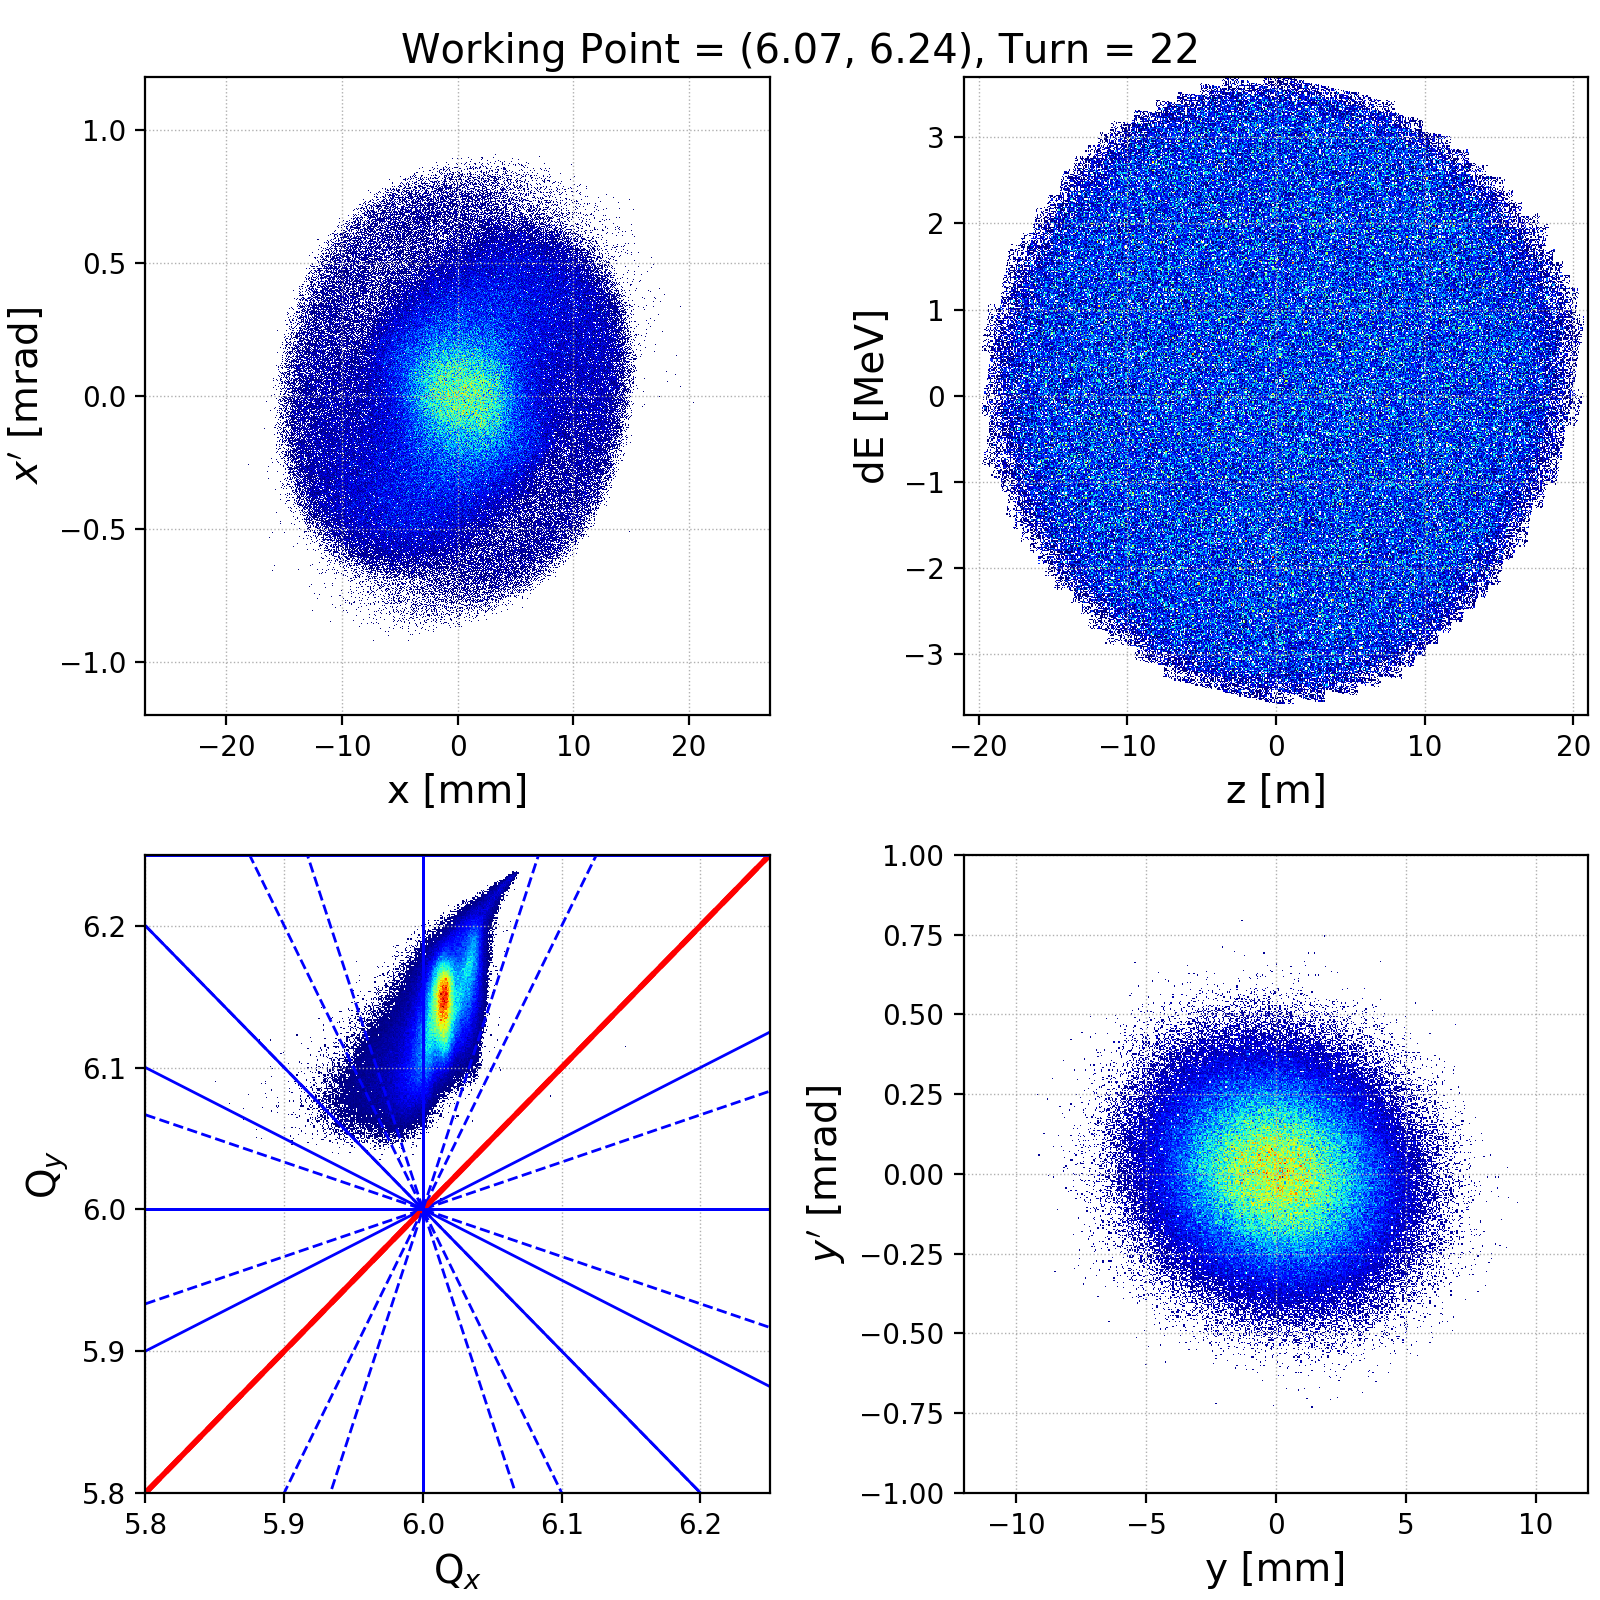 Working Point = (6.07, 6.24), Turn = 22
1.0
0.5
0.0
−0.5
−1.0
x′ [mrad]
−20 −10 0 10 20
x [mm]
3
2
1
0
−1
−2
−3
dE [MeV]
−20 −10 0 10 20
z [m]
6.2
6.1
6.0
5.9
5.8
Qy
5.8 5.9 6.0 6.1 6.2
Qx
1.00
0.75
0.50
0.25
0.00
−0.25
−0.50
−0.75
−1.00
y′ [mrad]
−10 −5 0 5 10
y [mm]